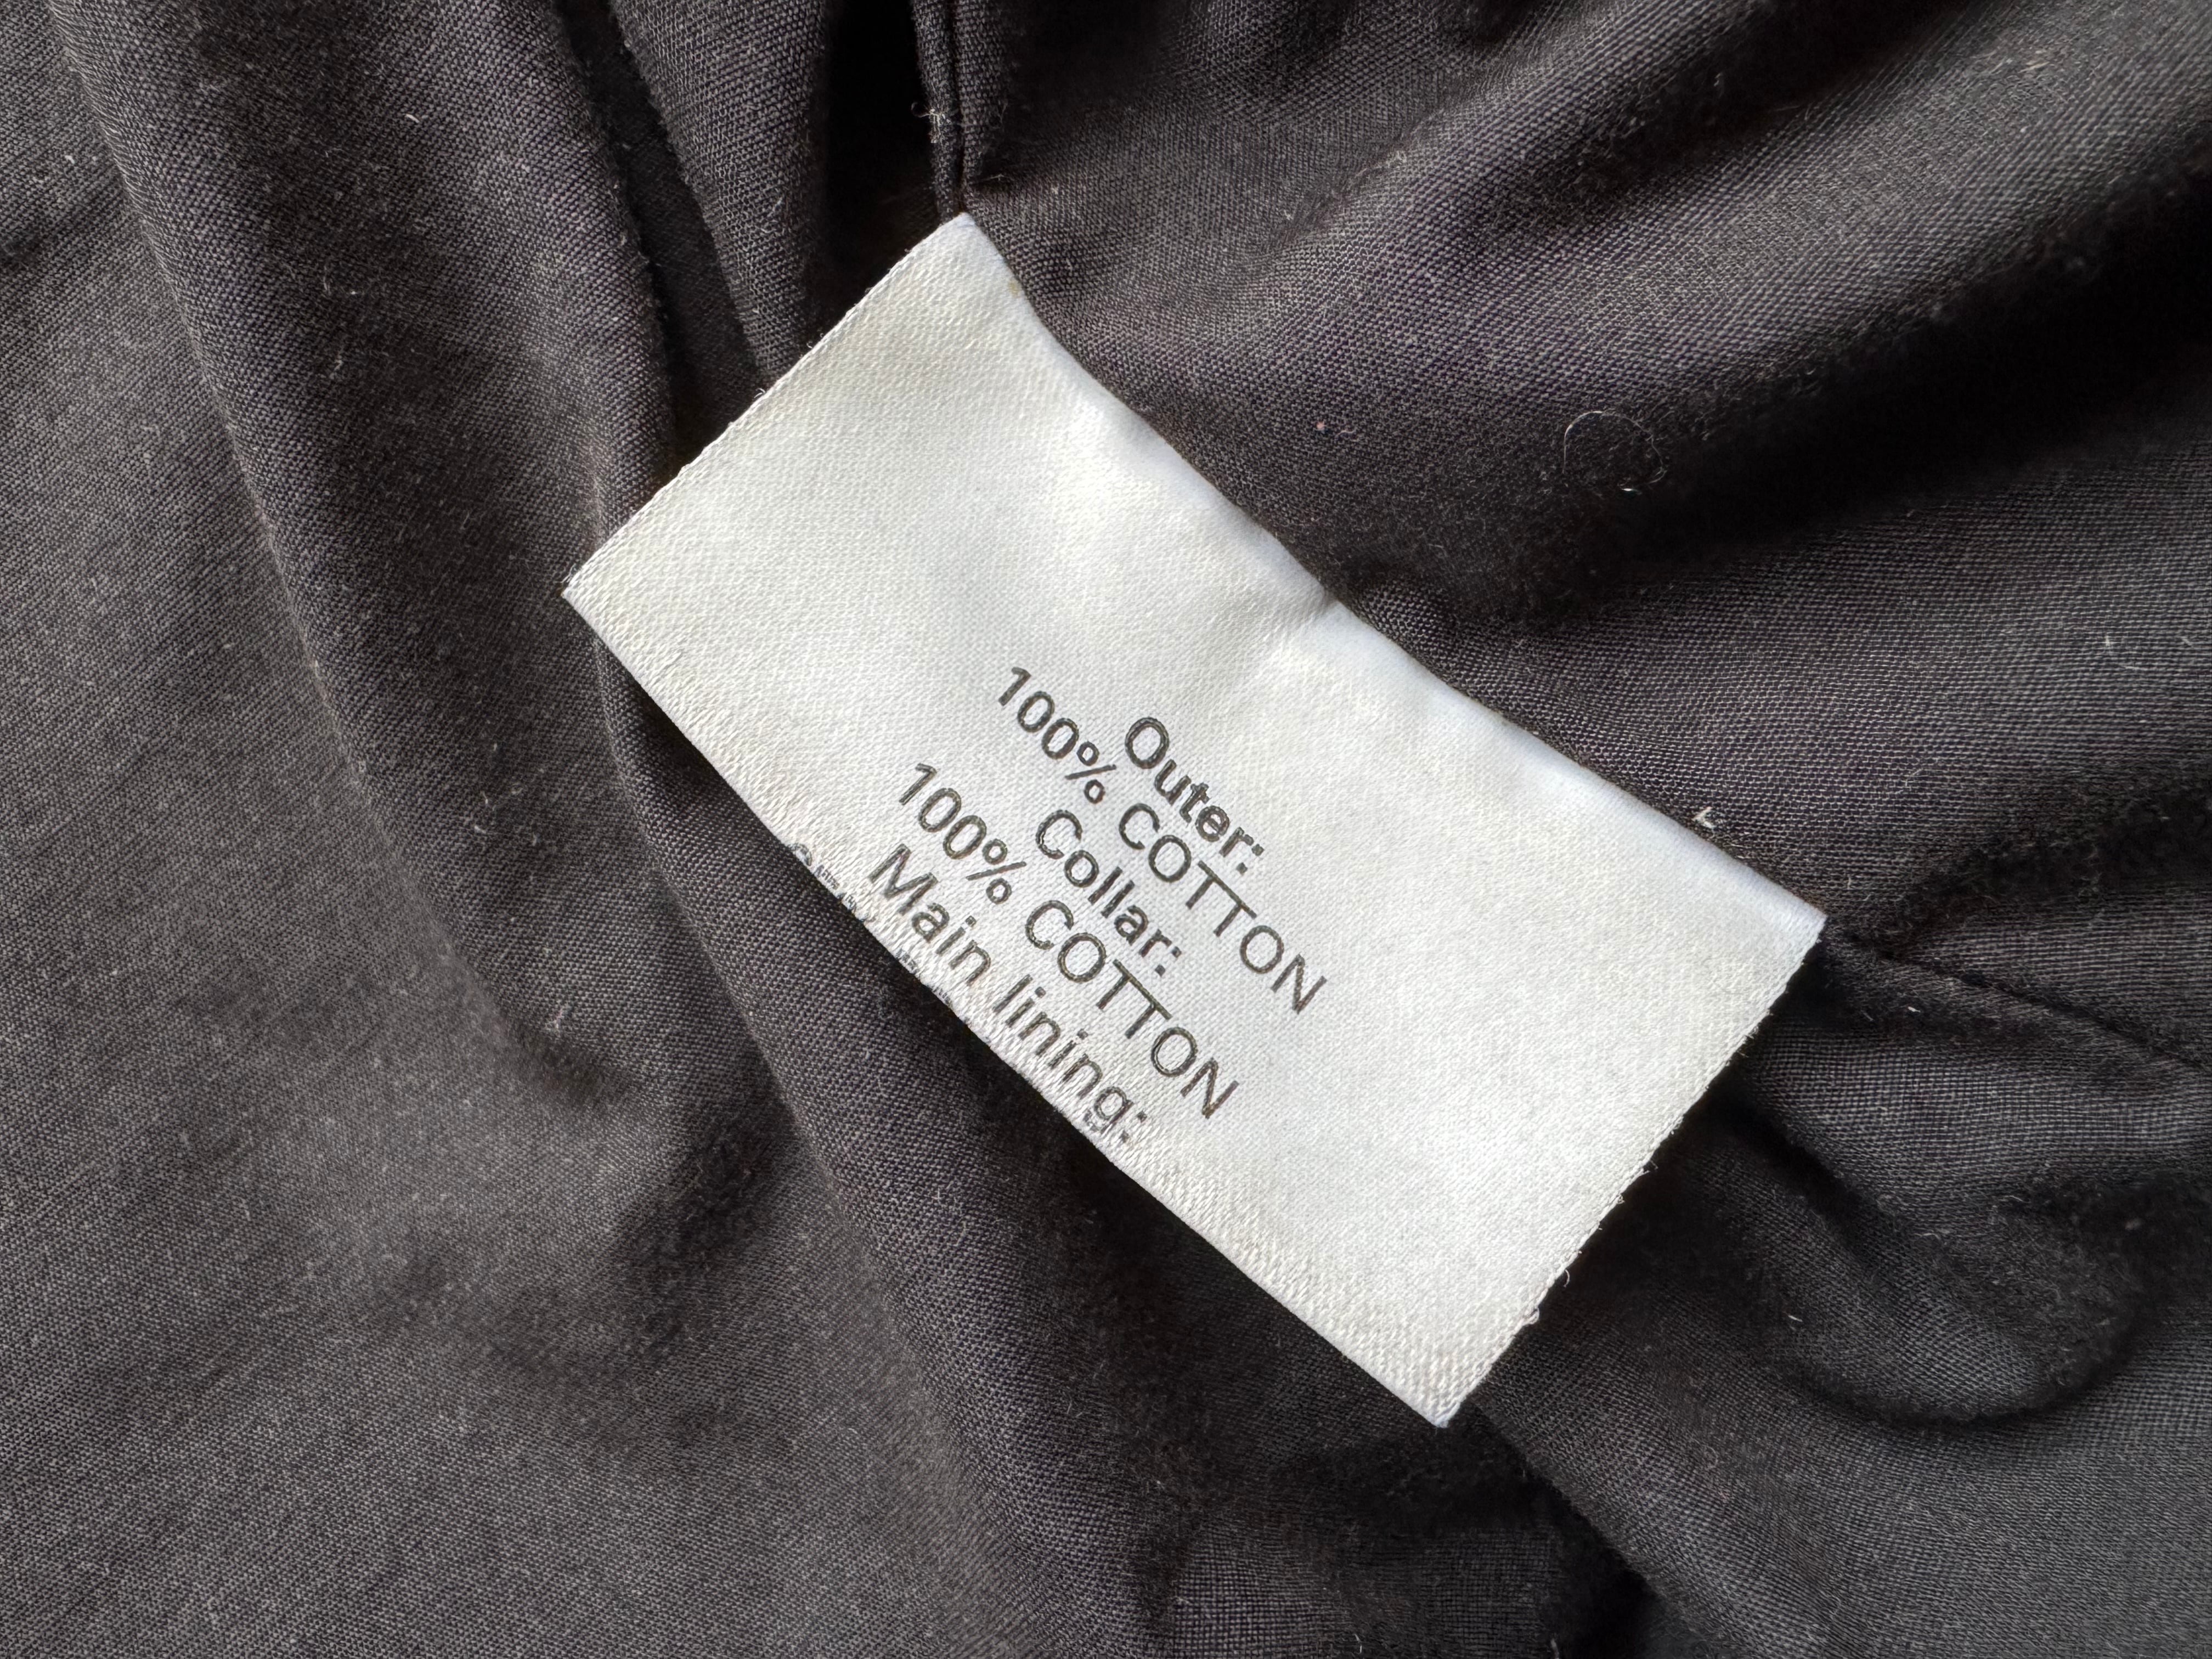 Outer:
100% COTTON
Collar:
100% COTTON
Main lining: